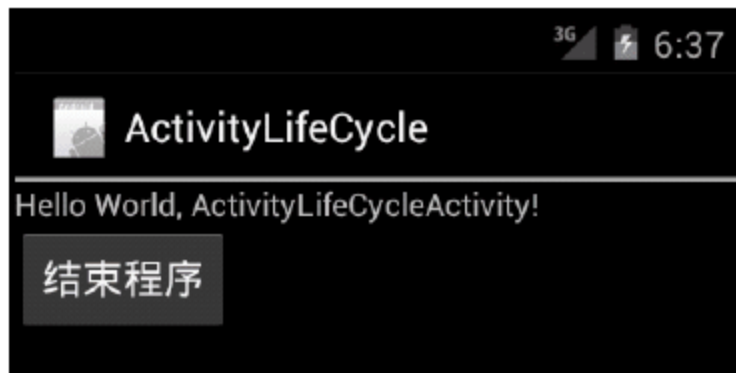 3G 6:37
ActivityLifeCycle
Hello World, ActivityLifeCycleActivity!
结束程序